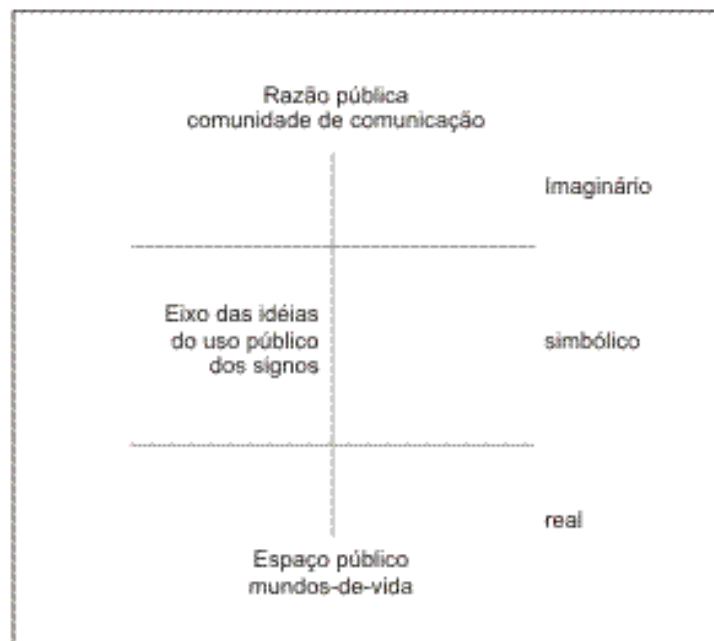 Razão pública
comunidade de comunicação
Imaginário
Eixo das idéias
do uso público
dos signos
simbólico
real
Espaço público
mundos-de-vida